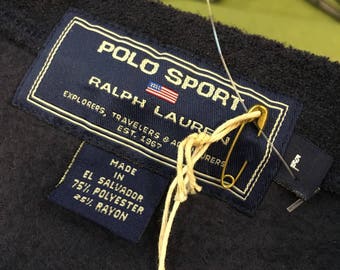 POLO SPORT
RALPH LAUREN
EXPLORERS, TRAVELERS & ADVENTURERS
EST. 1967
MADE
IN
EL SALVADOR
75% POLYESTER
25% RAYON
L